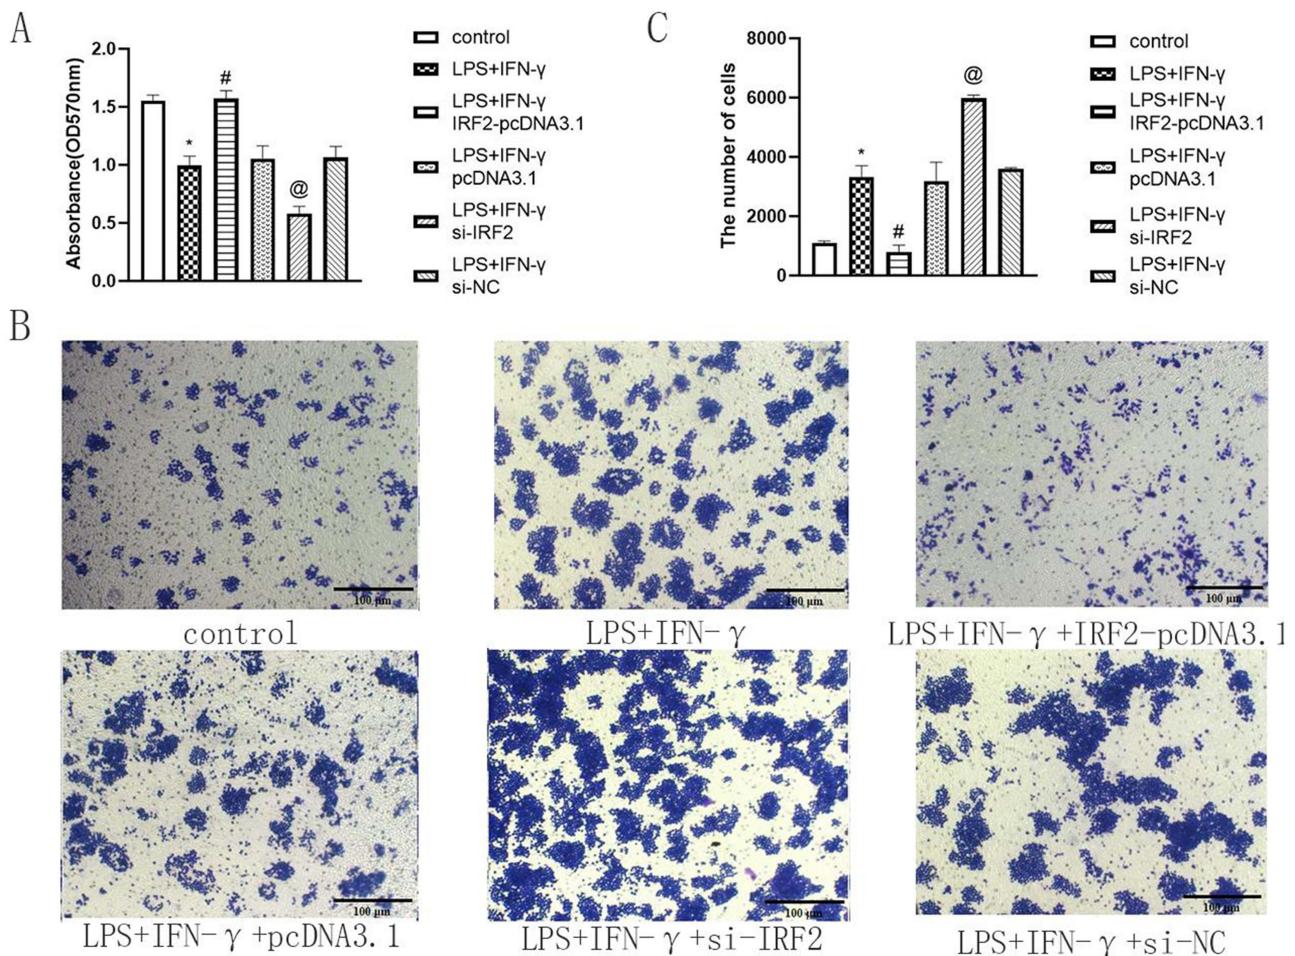 A
2.0
1.5
1.0
0.5
0.0
Absorbance(OD570nm)
*
#
@
control
LPS+IFN-γ
LPS+IFN-γ
IRF2-pcDNA3.1
LPS+IFN-γ
pcDNA3.1
LPS+IFN-γ
si-IRF2
LPS+IFN-γ
si-NC
C
8000
6000
4000
2000
0
The number of cells
*
#
@
control
LPS+IFN-γ
LPS+IFN-γ
IRF2-pcDNA3.1
LPS+IFN-γ
pcDNA3.1
LPS+IFN-γ
si-IRF2
LPS+IFN-γ
si-NC
B
100 μm
100 μm
100 μm
control
LPS+IFN-γ
LPS+IFN-γ+IRF2-pcDNA3.1
100 μm
100 μm
100 μm
LPS+IFN-γ+pcDNA3.1
LPS+IFN-γ+si-IRF2
LPS+IFN-γ+si-NC